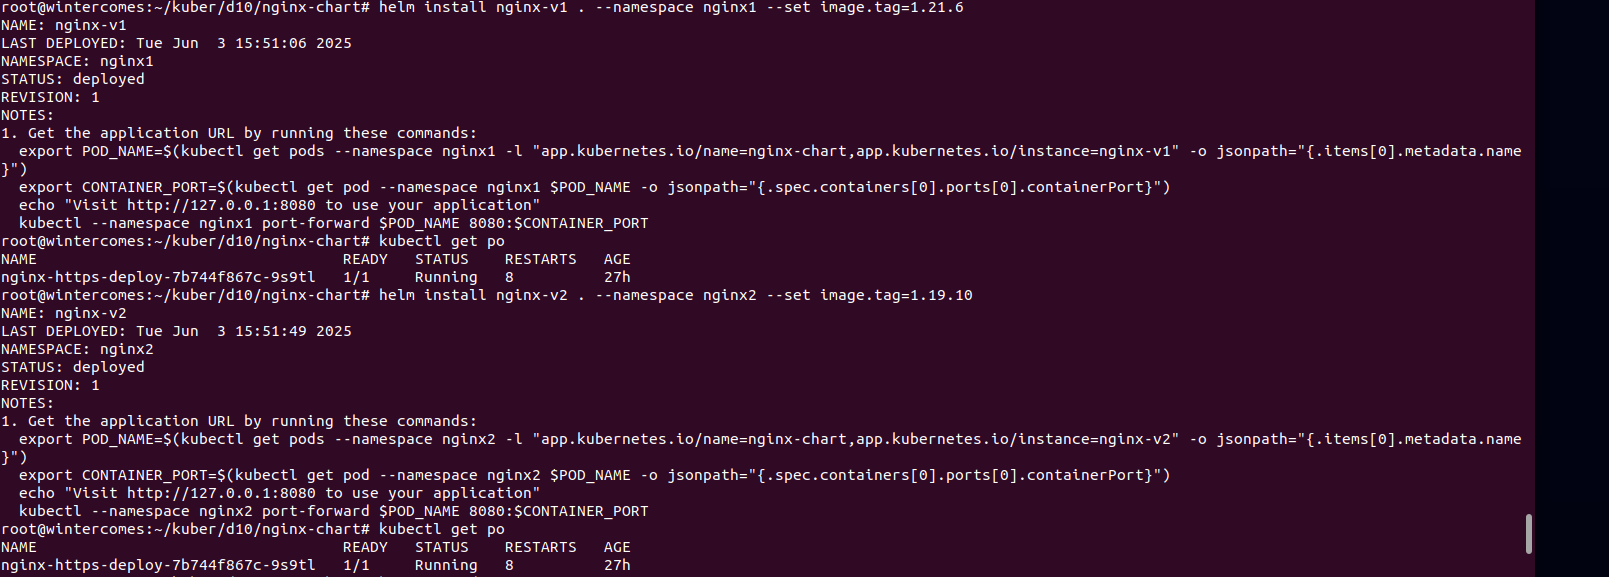 root@wintercomes:~/kuber/d10/nginx-chart# helm install nginx-v1 . --namespace nginx1 --set image.tag=1.21.6
NAME: nginx-v1
LAST DEPLOYED: Tue Jun  3 15:51:06 2025
NAMESPACE: nginx1
STATUS: deployed
REVISION: 1
NOTES:
1. Get the application URL by running these commands:
  export POD_NAME=$(kubectl get pods --namespace nginx1 -l "app.kubernetes.io/name=nginx-chart,app.kubernetes.io/instance=nginx-v1" -o jsonpath="{.items[0].metadata.name
}")
  export CONTAINER_PORT=$(kubectl get pod --namespace nginx1 $POD_NAME -o jsonpath="{.spec.containers[0].ports[0].containerPort}")
  echo "Visit http://127.0.0.1:8080 to use your application"
  kubectl --namespace nginx1 port-forward $POD_NAME 8080:$CONTAINER_PORT
root@wintercomes:~/kuber/d10/nginx-chart# kubectl get po
NAME                                  READY   STATUS    RESTARTS   AGE
nginx-https-deploy-7b744f867c-9s9tl   1/1     Running   8          27h
root@wintercomes:~/kuber/d10/nginx-chart# helm install nginx-v2 . --namespace nginx2 --set image.tag=1.19.10
NAME: nginx-v2
LAST DEPLOYED: Tue Jun  3 15:51:49 2025
NAMESPACE: nginx2
STATUS: deployed
REVISION: 1
NOTES:
1. Get the application URL by running these commands:
  export POD_NAME=$(kubectl get pods --namespace nginx2 -l "app.kubernetes.io/name=nginx-chart,app.kubernetes.io/instance=nginx-v2" -o jsonpath="{.items[0].metadata.name
}")
  export CONTAINER_PORT=$(kubectl get pod --namespace nginx2 $POD_NAME -o jsonpath="{.spec.containers[0].ports[0].containerPort}")
  echo "Visit http://127.0.0.1:8080 to use your application"
  kubectl --namespace nginx2 port-forward $POD_NAME 8080:$CONTAINER_PORT
root@wintercomes:~/kuber/d10/nginx-chart# kubectl get po
NAME                                  READY   STATUS    RESTARTS   AGE
nginx-https-deploy-7b744f867c-9s9tl   1/1     Running   8          27h